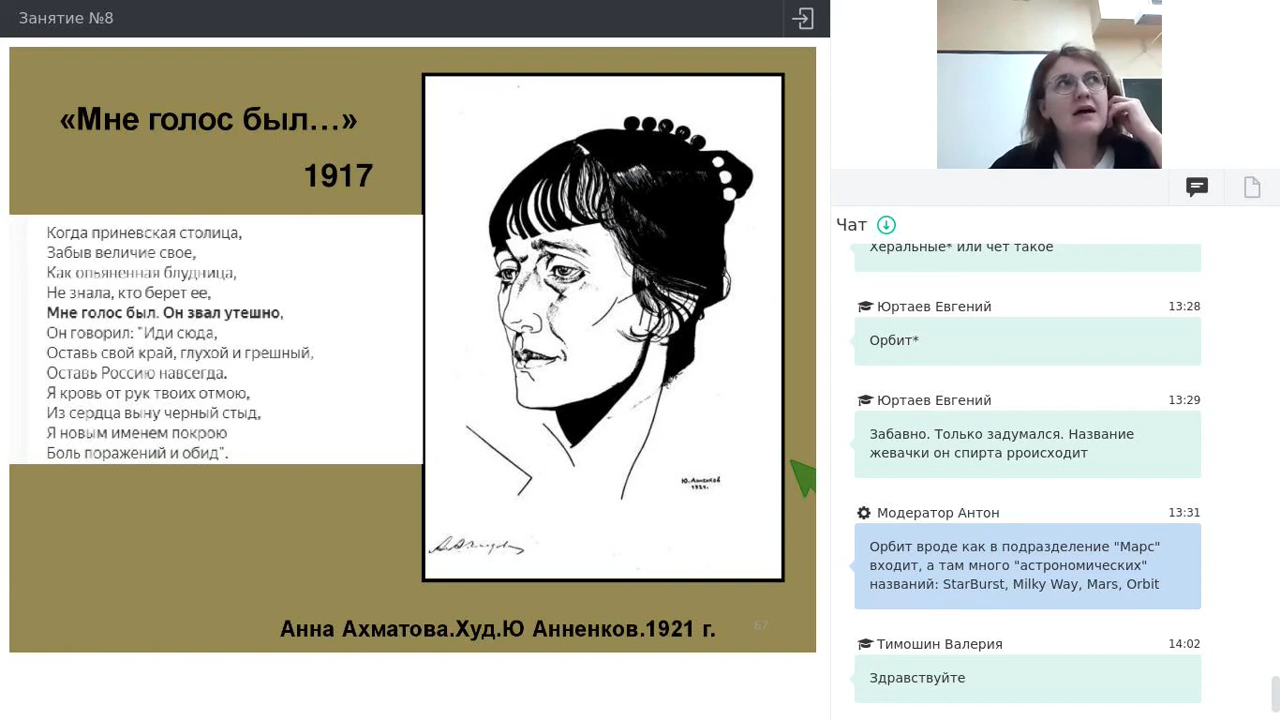 Занятие №8
«Мне голос был...»
1917
Когда приневская столица,
Забыв величие свое,
Как опьяненная блудница,
Не знала, кто берет ее,
Мне голос был. Он звал утешно,
Он говорил: "Иди сюда,
Оставь свой край, глухой и грешный,
Оставь Россию навсегда.
Я кровь от рук твоих отмою,
Из сердца выну черный стыд,
Я новым именем покрою
Боль поражений и обид".
Ю.Анненков
1921г.
Анна Ахматова.Худ.Ю Анненков.1921 г.
67
Чат
Херальные* или чет такое
Юртаев Евгений 13:28
Орбит*
Юртаев Евгений 13:29
Забавно. Только задумался. Название
жевачки он спирта рроисходит
Модератор Антон 13:31
Орбит вроде как в подразделение "Марс"
входит, а там много "астрономических"
названий: StarBurst, Milky Way, Mars, Orbit
Тимошин Валерия 14:02
Здравствуйте